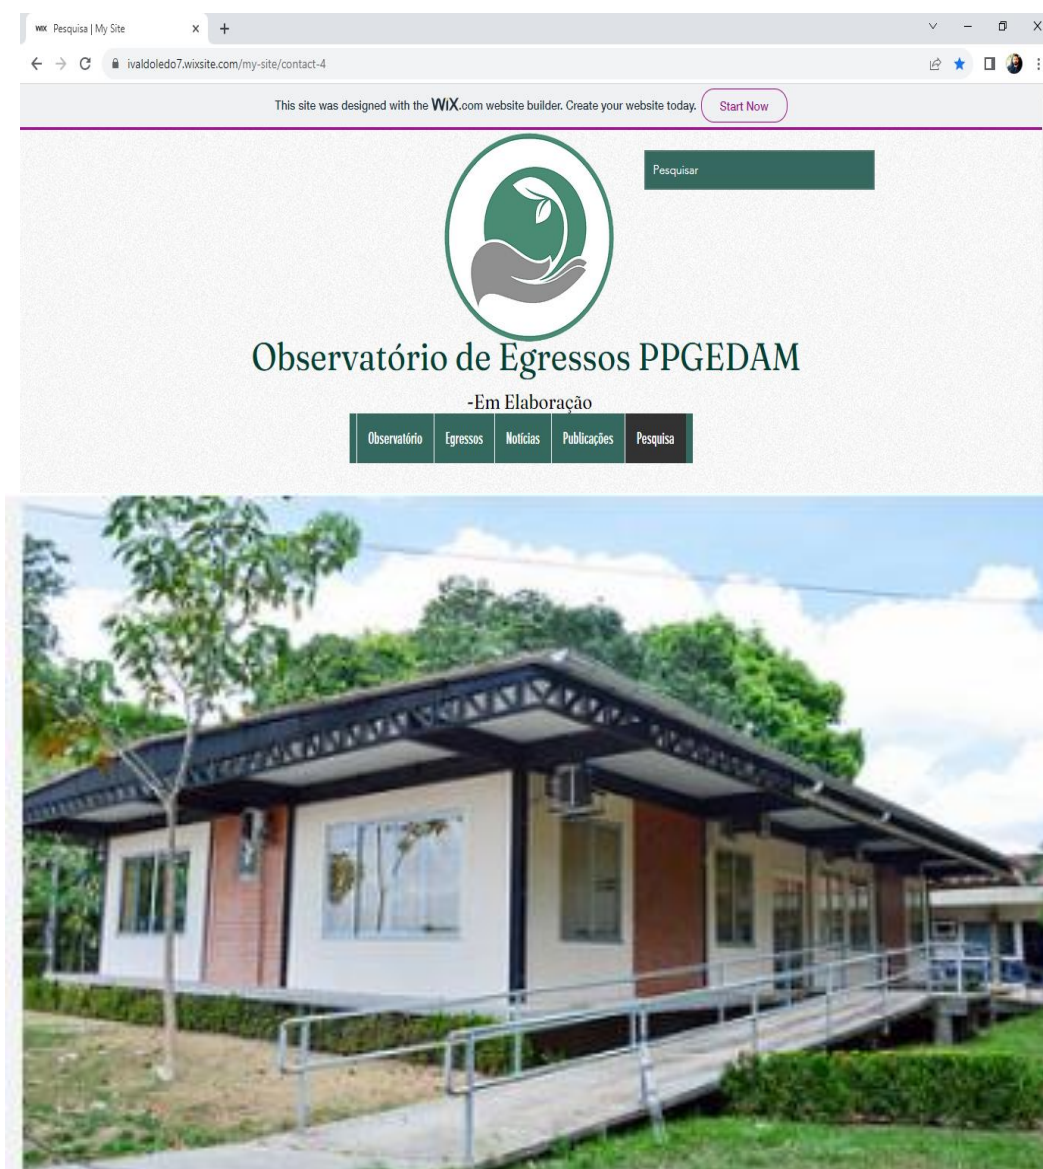 WiX Pesquisa | My Site
ivaldoledo7.wixsite.com/my-site/contact-4
This site was designed with the WiX.com website builder. Create your website today. Start Now
Pesquisar
Observatório de Egressos PPGEDAM
-Em Elaboração
Observatório Egressos Notícias Publicações Pesquisa